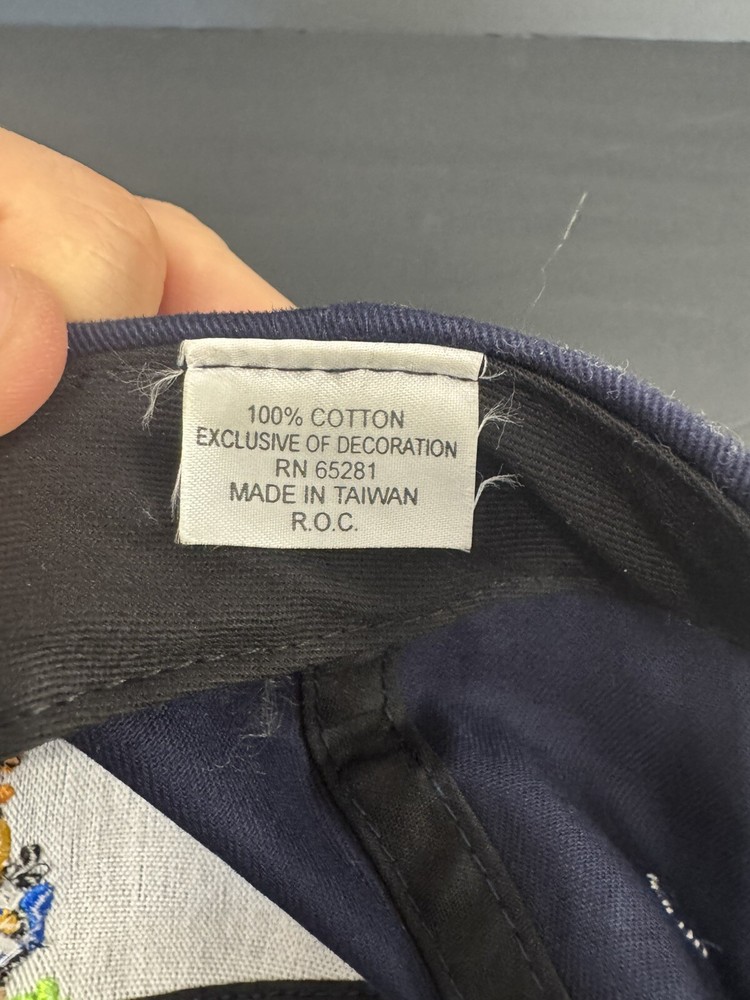 100% COTTON
EXCLUSIVE OF DECORATION
RN 65281
MADE IN TAIWAN
R.O.C.